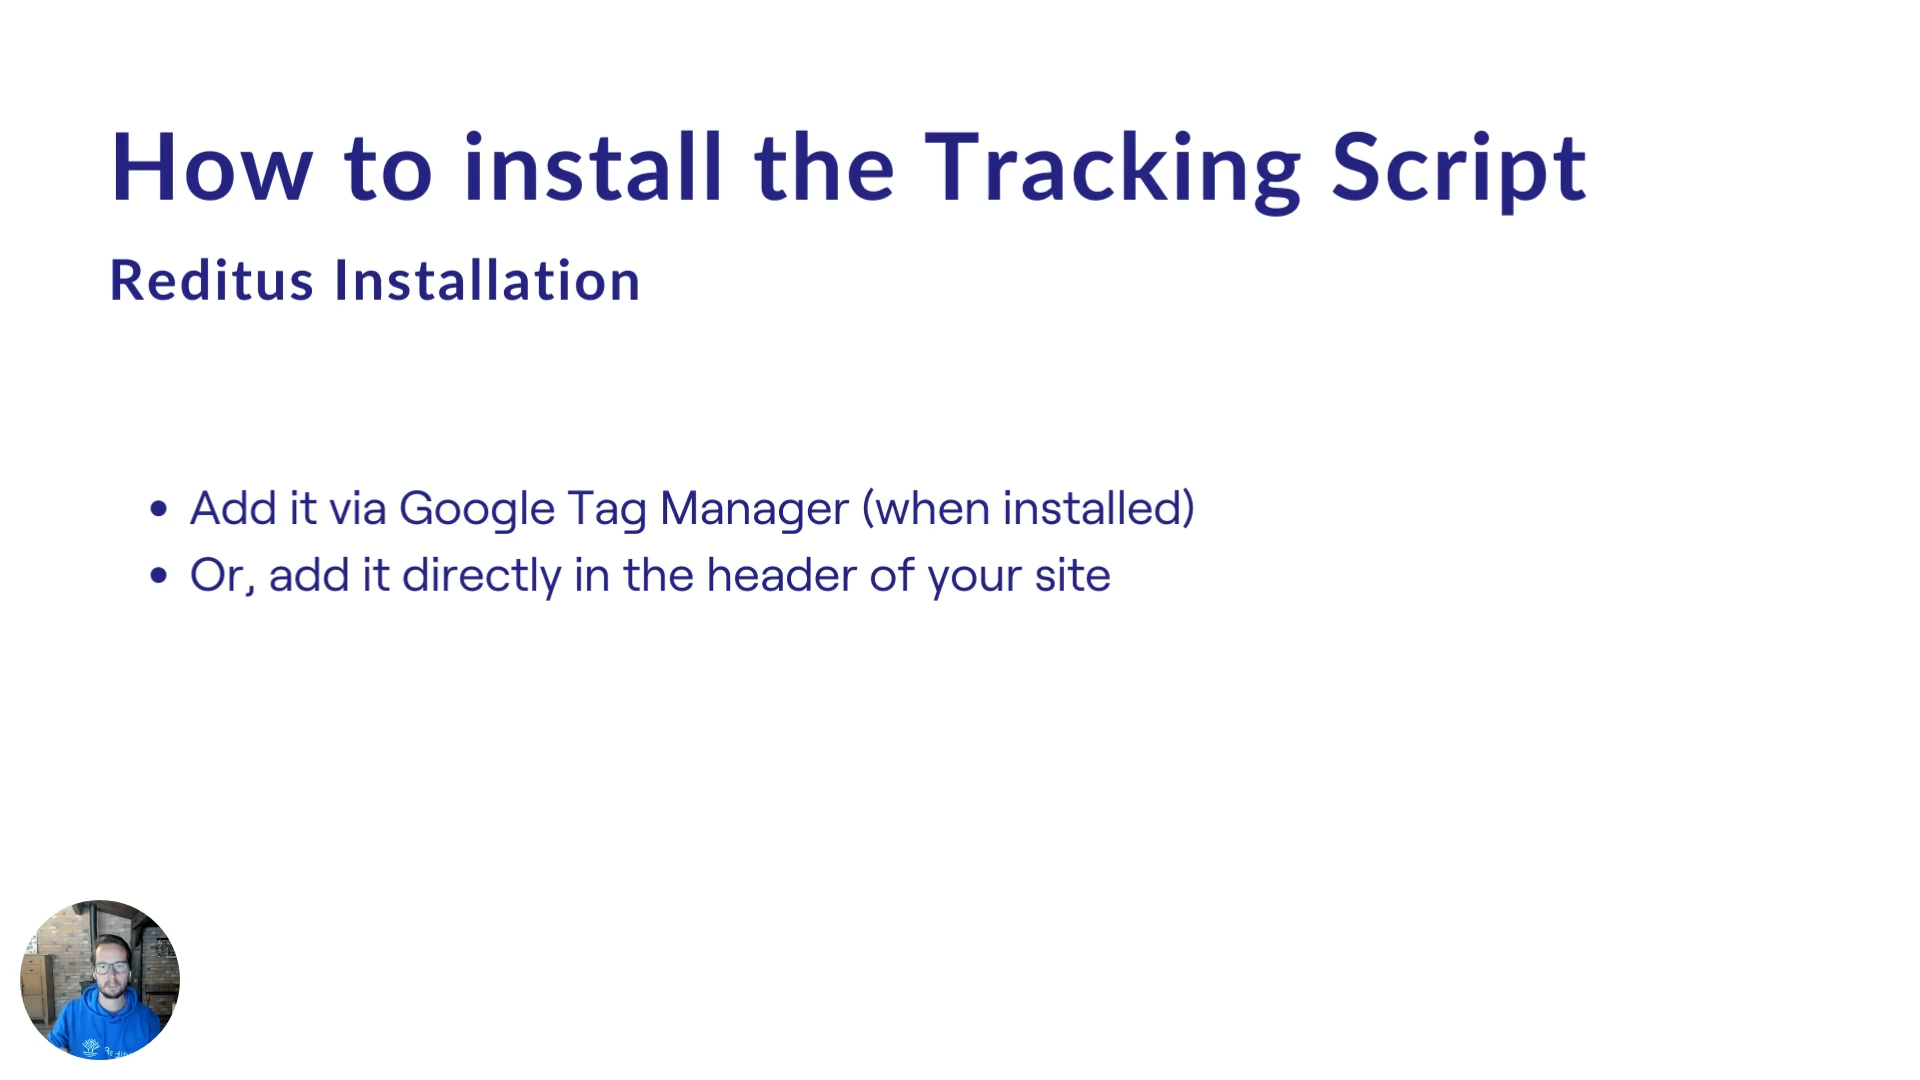 How to install the Tracking Script
Reditus Installation
• Add it via Google Tag Manager (when installed)
• Or, add it directly in the header of your site